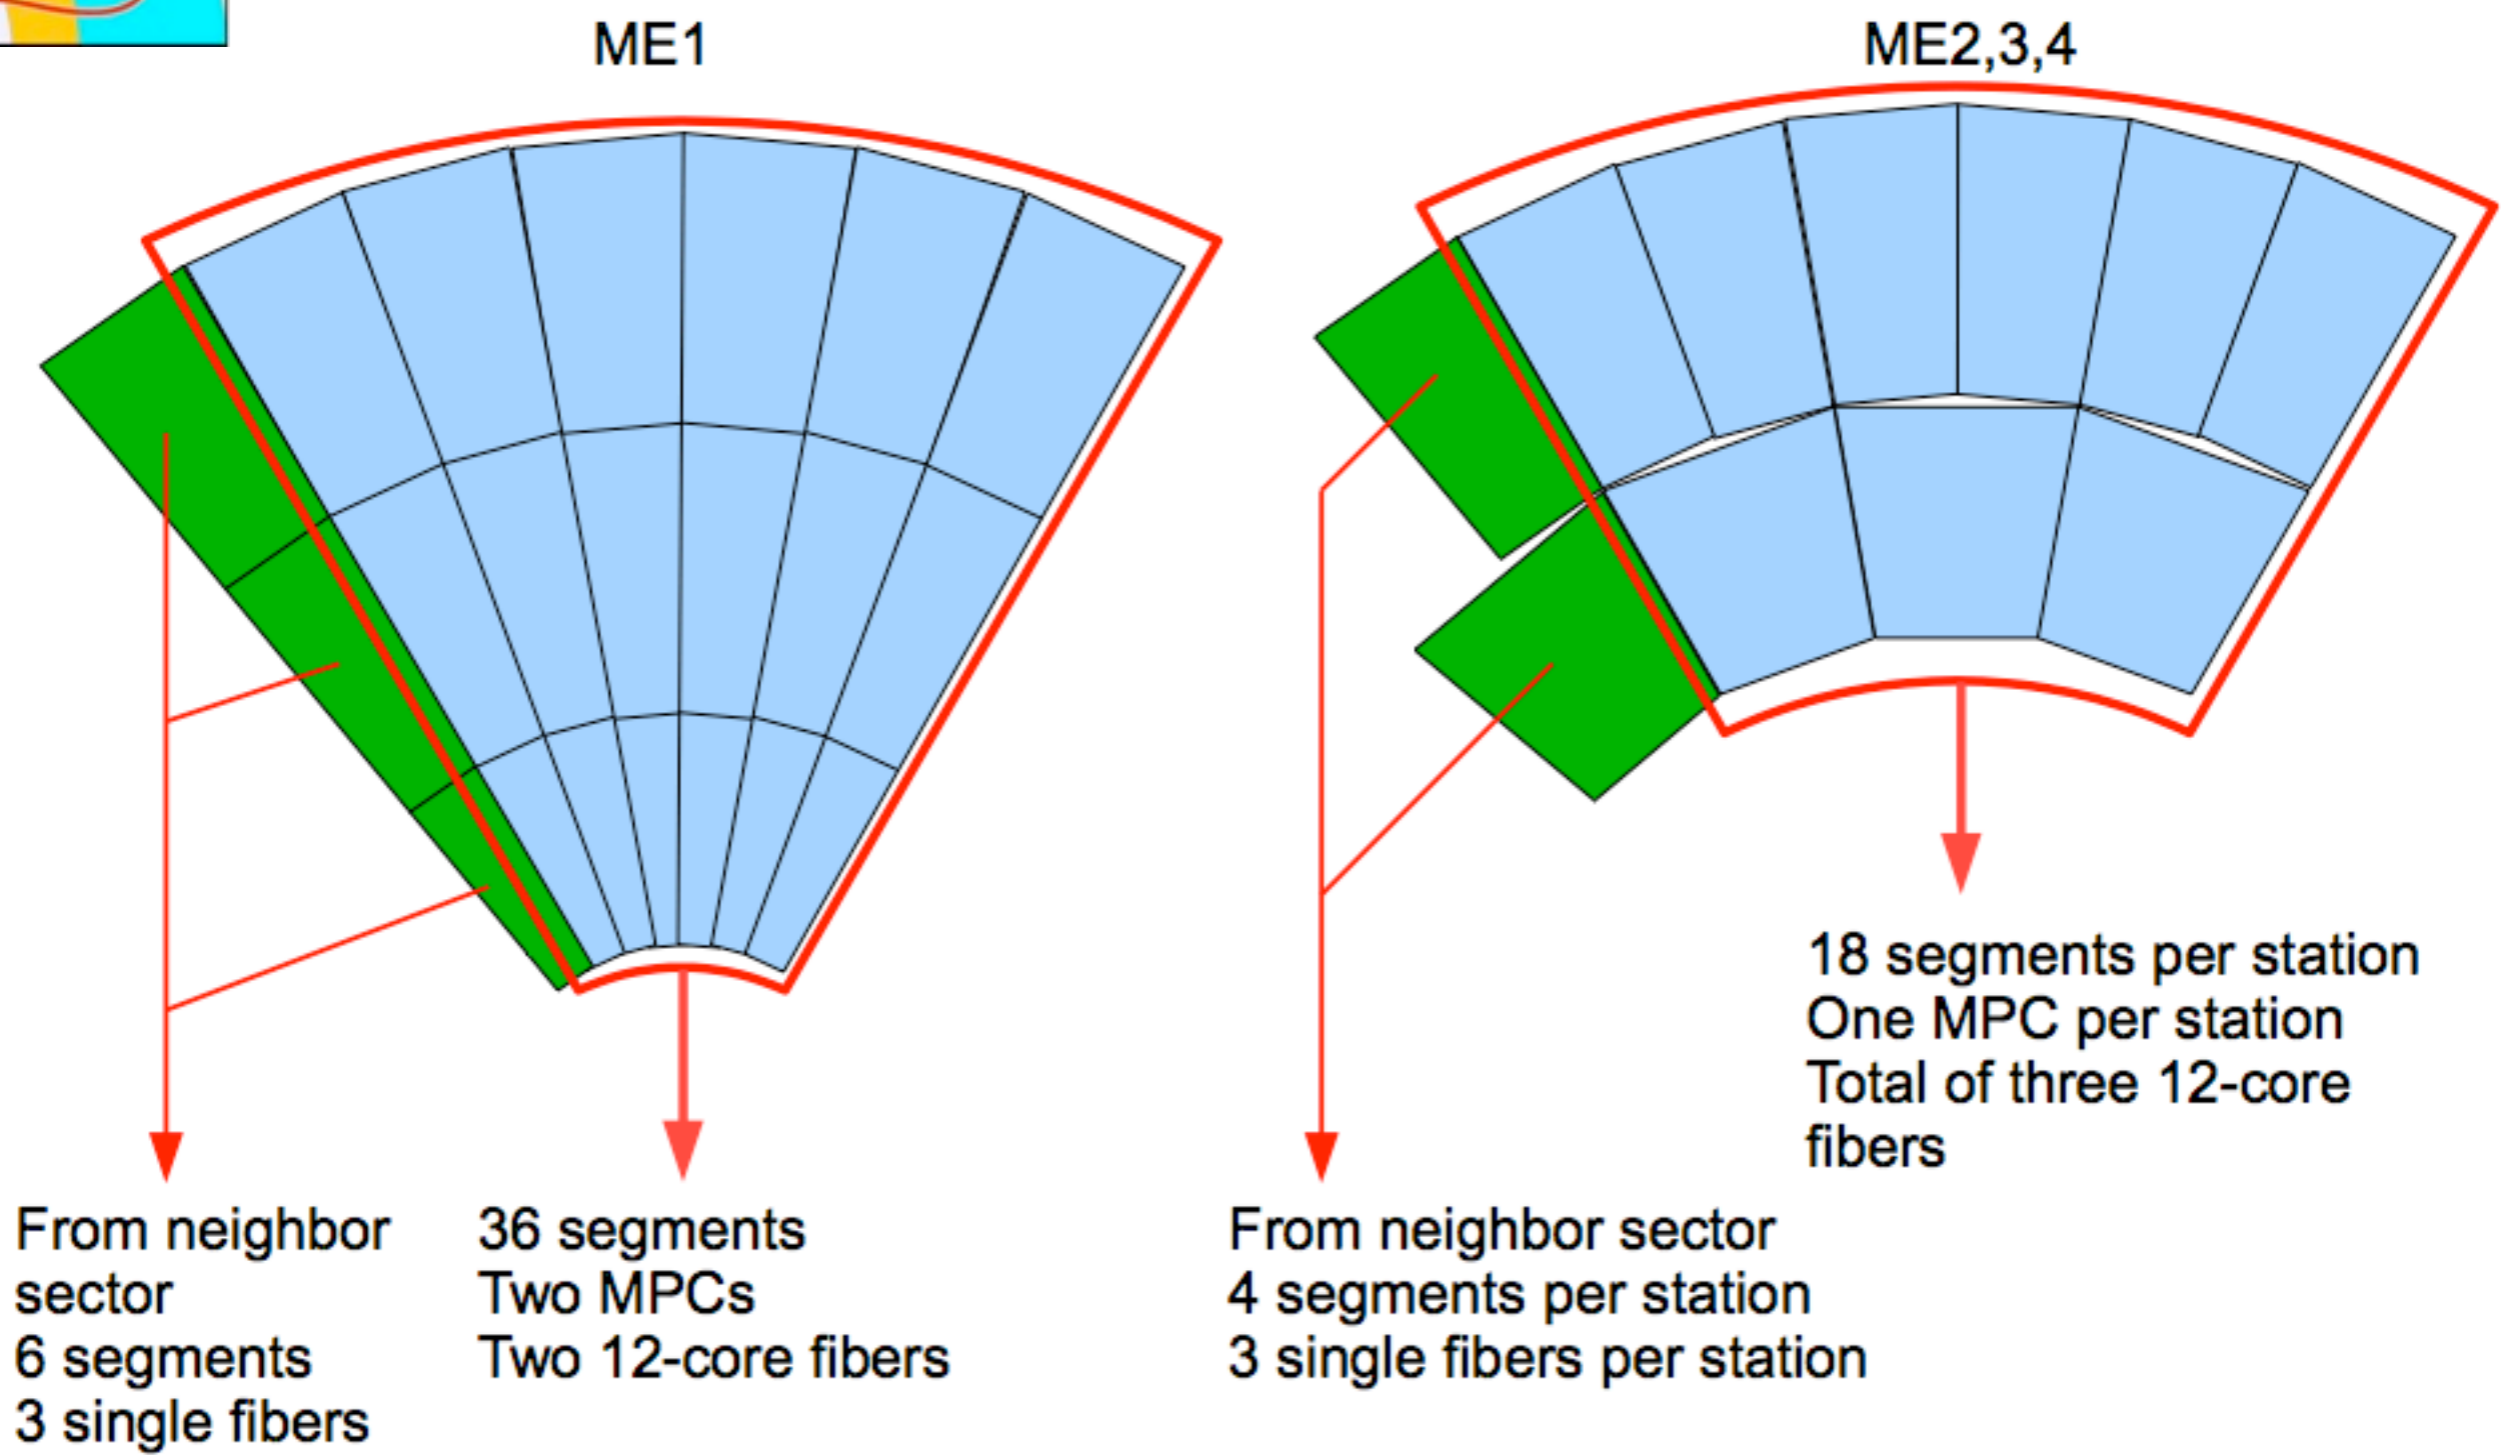 ME1
ME2,3,4
18 segments per station
One MPC per station
Total of three 12-core
fibers
From neighbor
sector
6 segments
3 single fibers
36 segments
Two MPCs
Two 12-core fibers
From neighbor sector
4 segments per station
3 single fibers per station